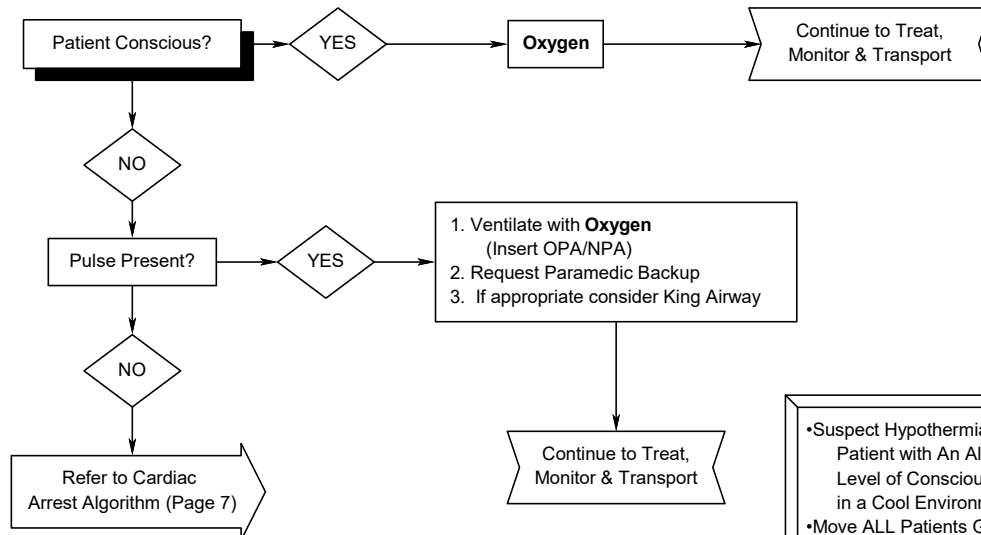 Patient Conscious?
YES
Oxygen
Continue to Treat,
Monitor & Transport
NO
Pulse Present?
YES
1. Ventilate with Oxygen
(Insert OPA/NPA)
2. Request Paramedic Backup
3. If appropriate consider King Airway
NO
Refer to Cardiac
Arrest Algorithm (Page 7)
Continue to Treat,
Monitor & Transport
•Suspect Hypothermia
Patient with An
Level of
in a Cool
•Move ALL Patients